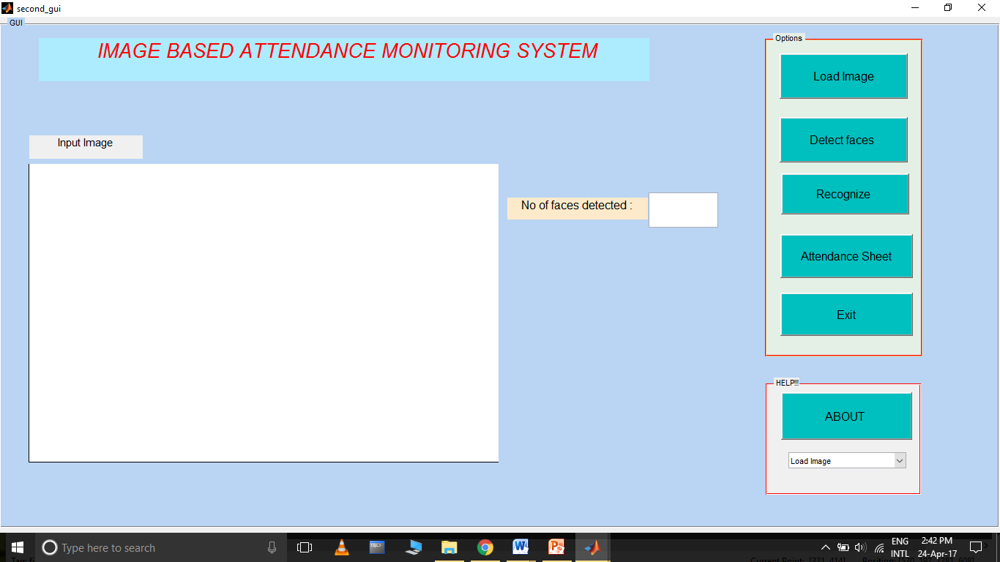 second_gui
GUI
IMAGE BASED ATTENDANCE MONITORING SYSTEM
Options
Load Image
Detect faces
Input Image
Recognize
No of faces detected :
Attendance Sheet
Exit
HELP!!!
ABOUT
Load Image
Type here to search
SQL>
ENG
INTL
2:42 PM
24-Apr-17